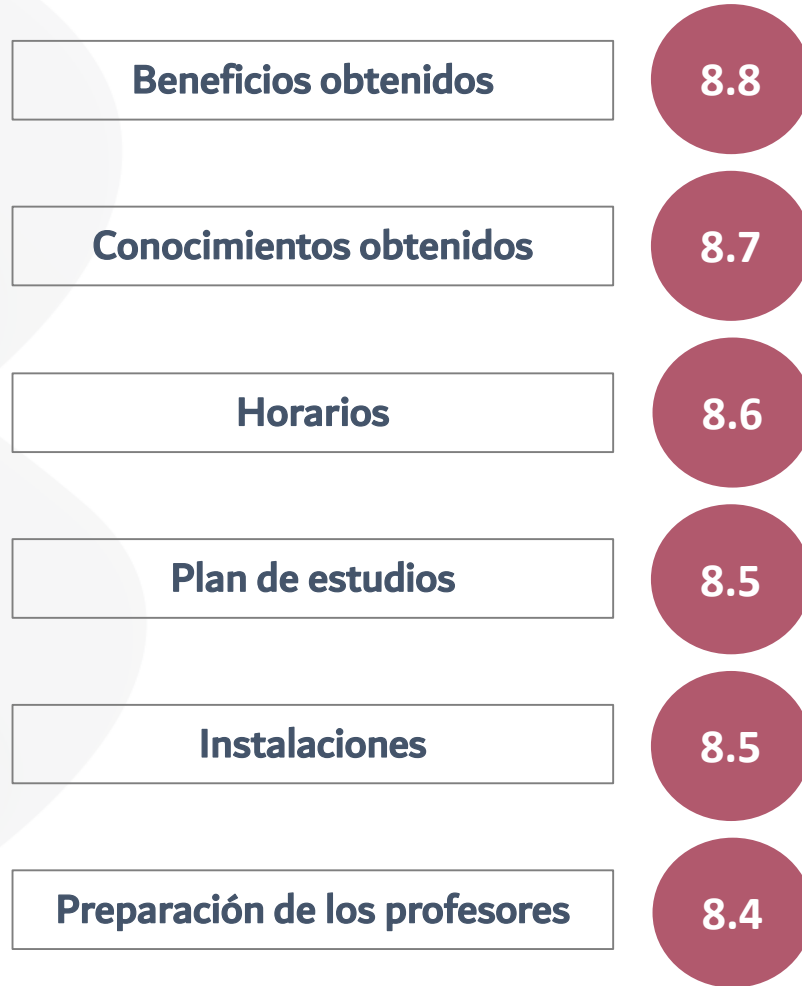 Beneficios obtenidos 8.8
Conocimientos obtenidos 8.7
Horarios 8.6
Plan de estudios 8.5
Instalaciones 8.5
Preparación de los profesores 8.4